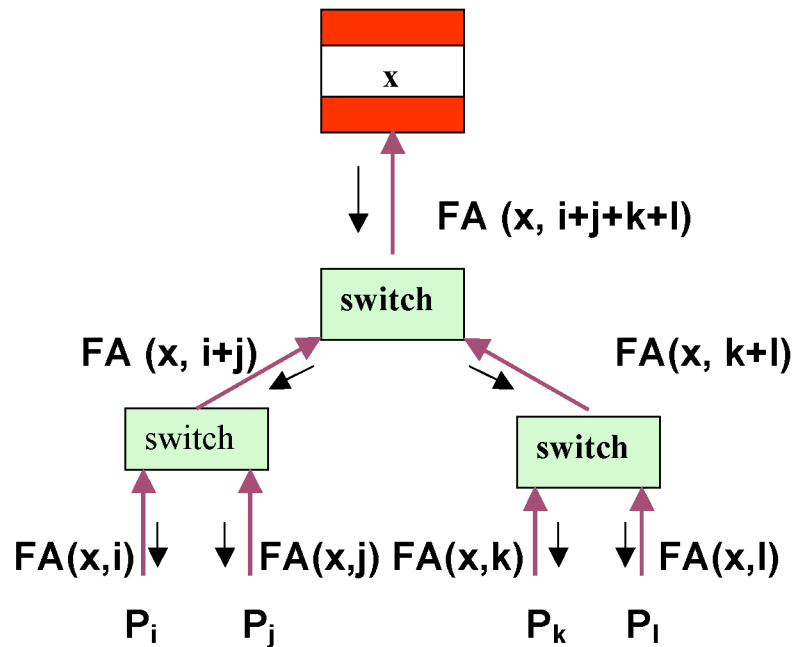 x
FA (x, i+j+k+l)
switch
FA (x, i+j)
FA(x, k+l)
switch
switch
FA(x,i)
FA(x,j)
FA(x,k)
FA(x,l)
Pi
Pj
Pk
Pl